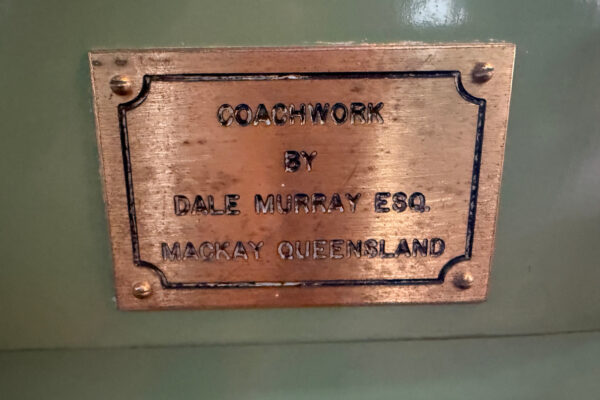 COACHWORK
BY
DALE MURRAY ESQ.
MACKAY QUEENSLAND